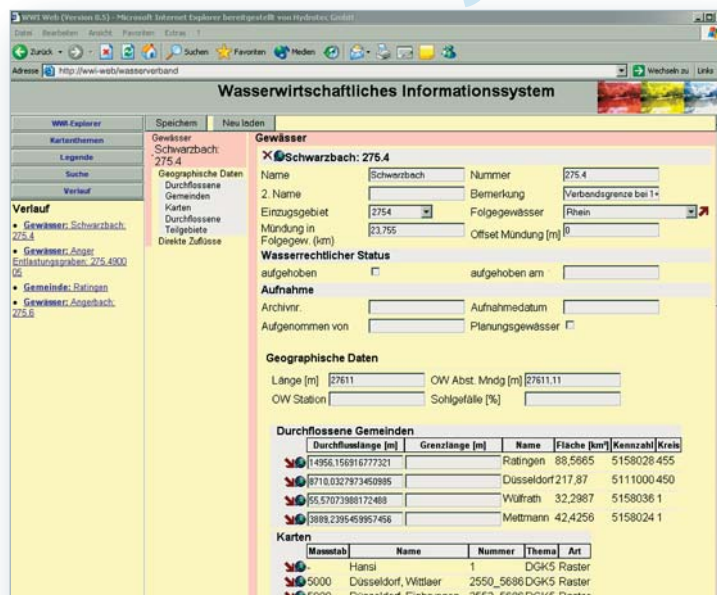 WWI Web (Version 0.5) - Microsoft Internet Explorer bereitgestellt von Hydrotec GmbH
Datei Bearbeiten Ansicht Favoriten Extras ?
Zurück Suchen Favoriten Medien
Adresse http://wwi-web/wasserverband Wechseln zu Links
Wasserwirtschaftliches Informationssystem
WWI-Explorer
Kartenthemen
Legende
Suche
Verlauf
Verlauf
• Gewässer: Schwarzbach: 275.4
• Gewässer: Anger Entlastungsgraben: 275.4900 05
• Gemeinde: Ratingen
• Gewässer: Angerbach: 275.6
Speichern Neu laden
Gewässer
Schwarzbach: 275.4
Geographische Daten
Durchflossene Gemeinden
Karten
Durchflossene Teilgebiete
Direkte Zuflüsse
Gewässer
Schwarzbach: 275.4
Name Schwarzbach Nummer 275.4
2. Name Bemerkung Verbandsgrenze bei 1+
Einzugsgebiet 2754 Folgegewässer Rhein
Mündung in Folgegew. (km) 23,755 Offset Mündung [m] 0
Wasserrechtlicher Status
aufgehoben aufgehoben am
Aufnahme
Archivnr. Aufnahmedatum
Aufgenommen von Planungsgewässer
Geographische Daten
Länge [m] 27611 OW Abst. Mndg [m] 27611,11
OW Station Sohlgefälle [%]
Durchflossene Gemeinden
Durchflusslänge [m] Grenzlänge [m] Name Fläche [km²] Kennzahl Kreis
14956,156916777321 Ratingen 88,5665 5158028 455
8710,0327973450985 Düsseldorf 217,87 5111000 450
55,57073988172488 Wülfrath 32,2987 5158036 1
3889,2395459957456 Mettmann 42,4256 5158024 1
Karten
Massstab Name Nummer Thema Art
- Hansi 1 DGK5 Raster
5000 Düsseldorf, Wittlaer 2550_5686 DGK5 Raster